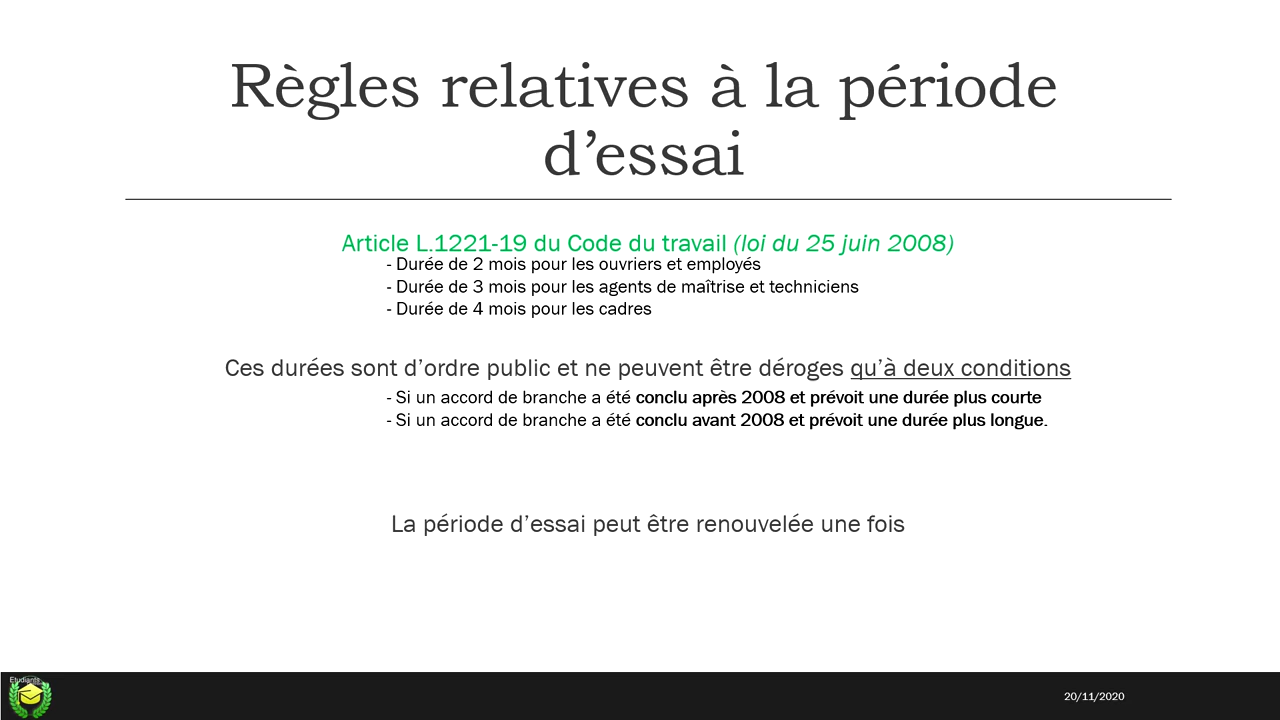 Règles relatives à la période
d’essai
Article L.1221-19 du Code du travail (loi du 25 juin 2008)
- Durée de 2 mois pour les ouvriers et employés
- Durée de 3 mois pour les agents de maîtrise et techniciens
- Durée de 4 mois pour les cadres
Ces durées sont d’ordre public et ne peuvent être déroges qu’à deux conditions
- Si un accord de branche a été conclu après 2008 et prévoit une durée plus courte
- Si un accord de branche a été conclu avant 2008 et prévoit une durée plus longue.
La période d’essai peut être renouvelée une fois
Etudiants
20/11/2020